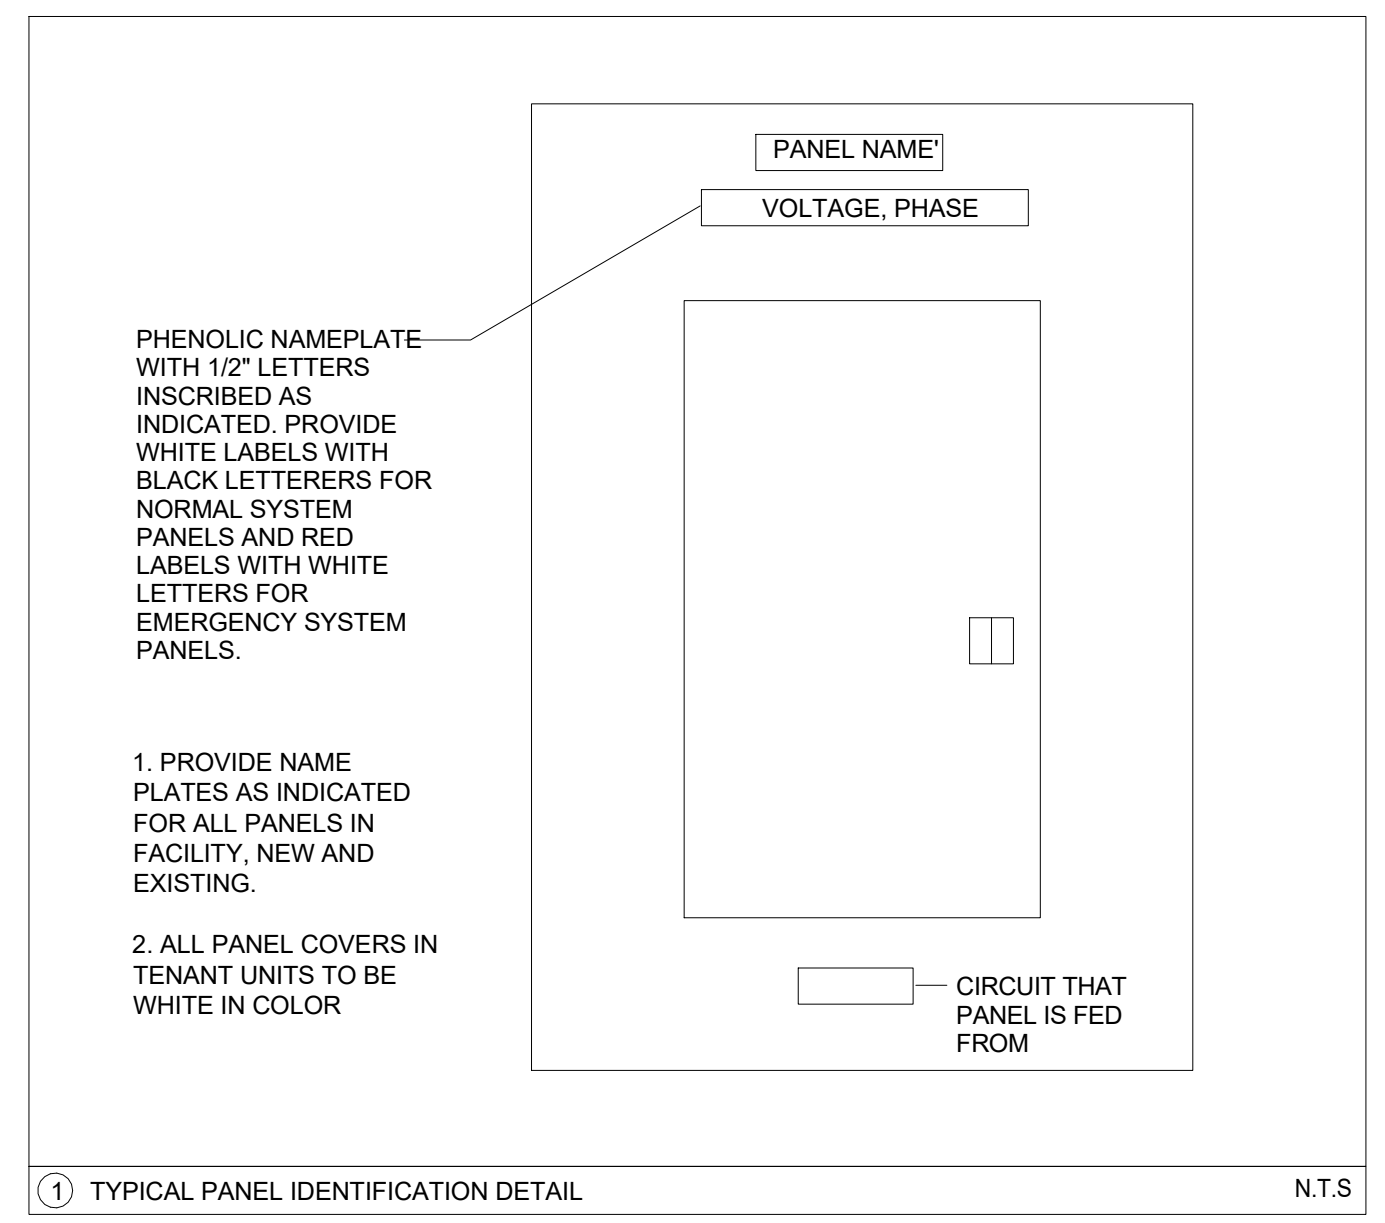 PANEL NAME'
VOLTAGE, PHASE
PHENOLIC NAMEPLATE
WITH 1/2" LETTERS
INSCRIBED AS
INDICATED. PROVIDE
WHITE LABELS WITH
BLACK LETTERERS FOR
NORMAL SYSTEM
PANELS AND RED
LABELS WITH WHITE
LETTERS FOR
EMERGENCY SYSTEM
PANELS.
1. PROVIDE NAME
PLATES AS INDICATED
FOR ALL PANELS IN
FACILITY, NEW AND
EXISTING.
2. ALL PANEL COVERS IN
TENANT UNITS TO BE
WHITE IN COLOR
CIRCUIT THAT
PANEL IS FED
FROM
1 TYPICAL PANEL IDENTIFICATION DETAIL
N.T.S